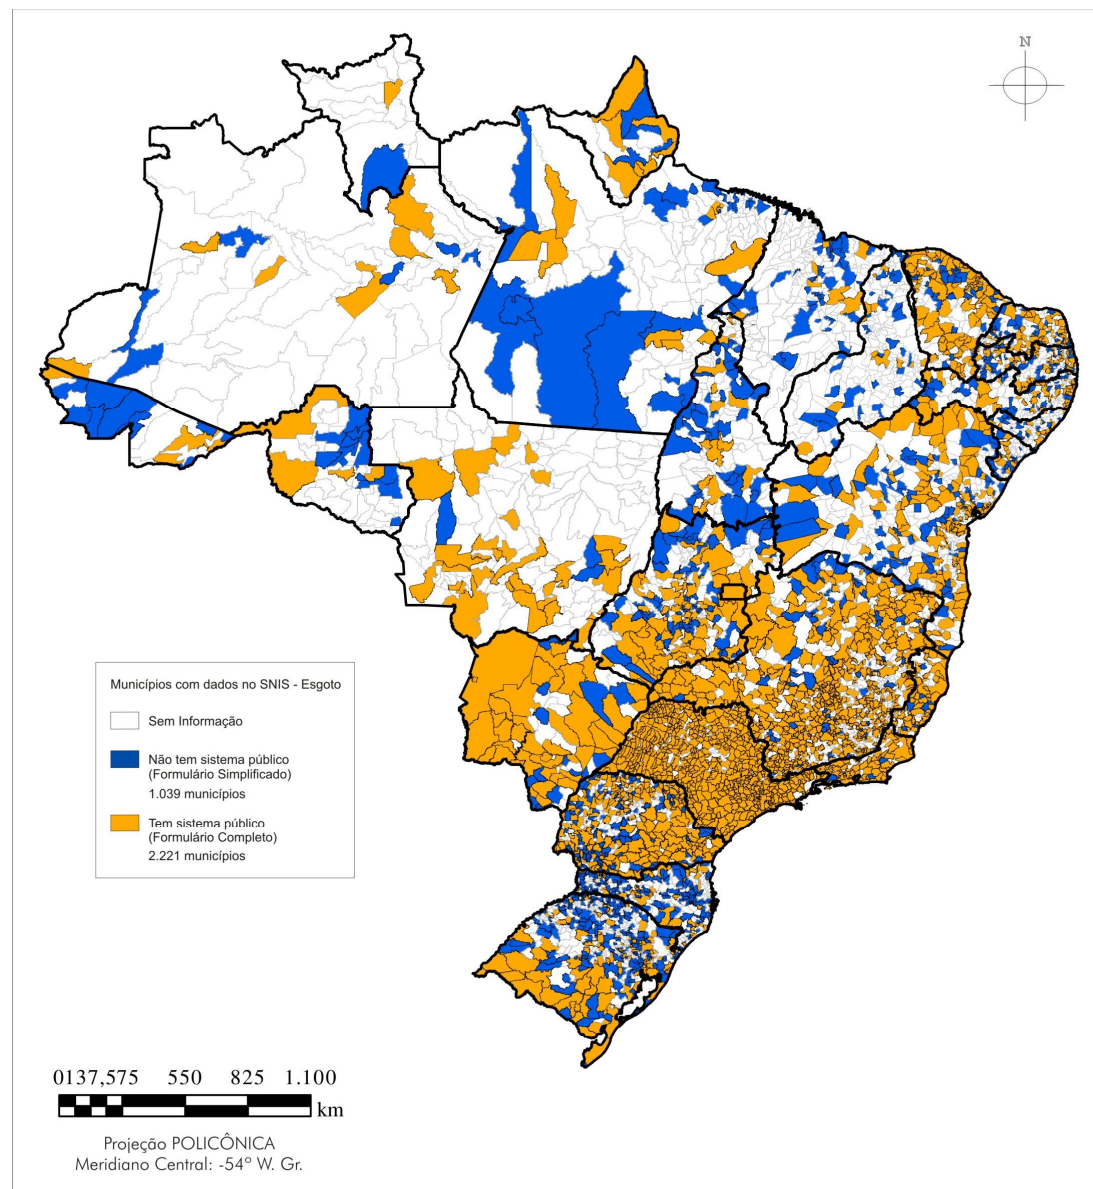 N
Municípios com dados no SNIS - Esgoto
Sem Informação
Não tem sistema público
(Formulário Simplificado)
1.039 municípios
Tem sistema público
(Formulário Completo)
2.221 municípios
0137,575 550 825 1.100
km
Projeção POLICÔNICA
Meridiano Central: -54º W. Gr.